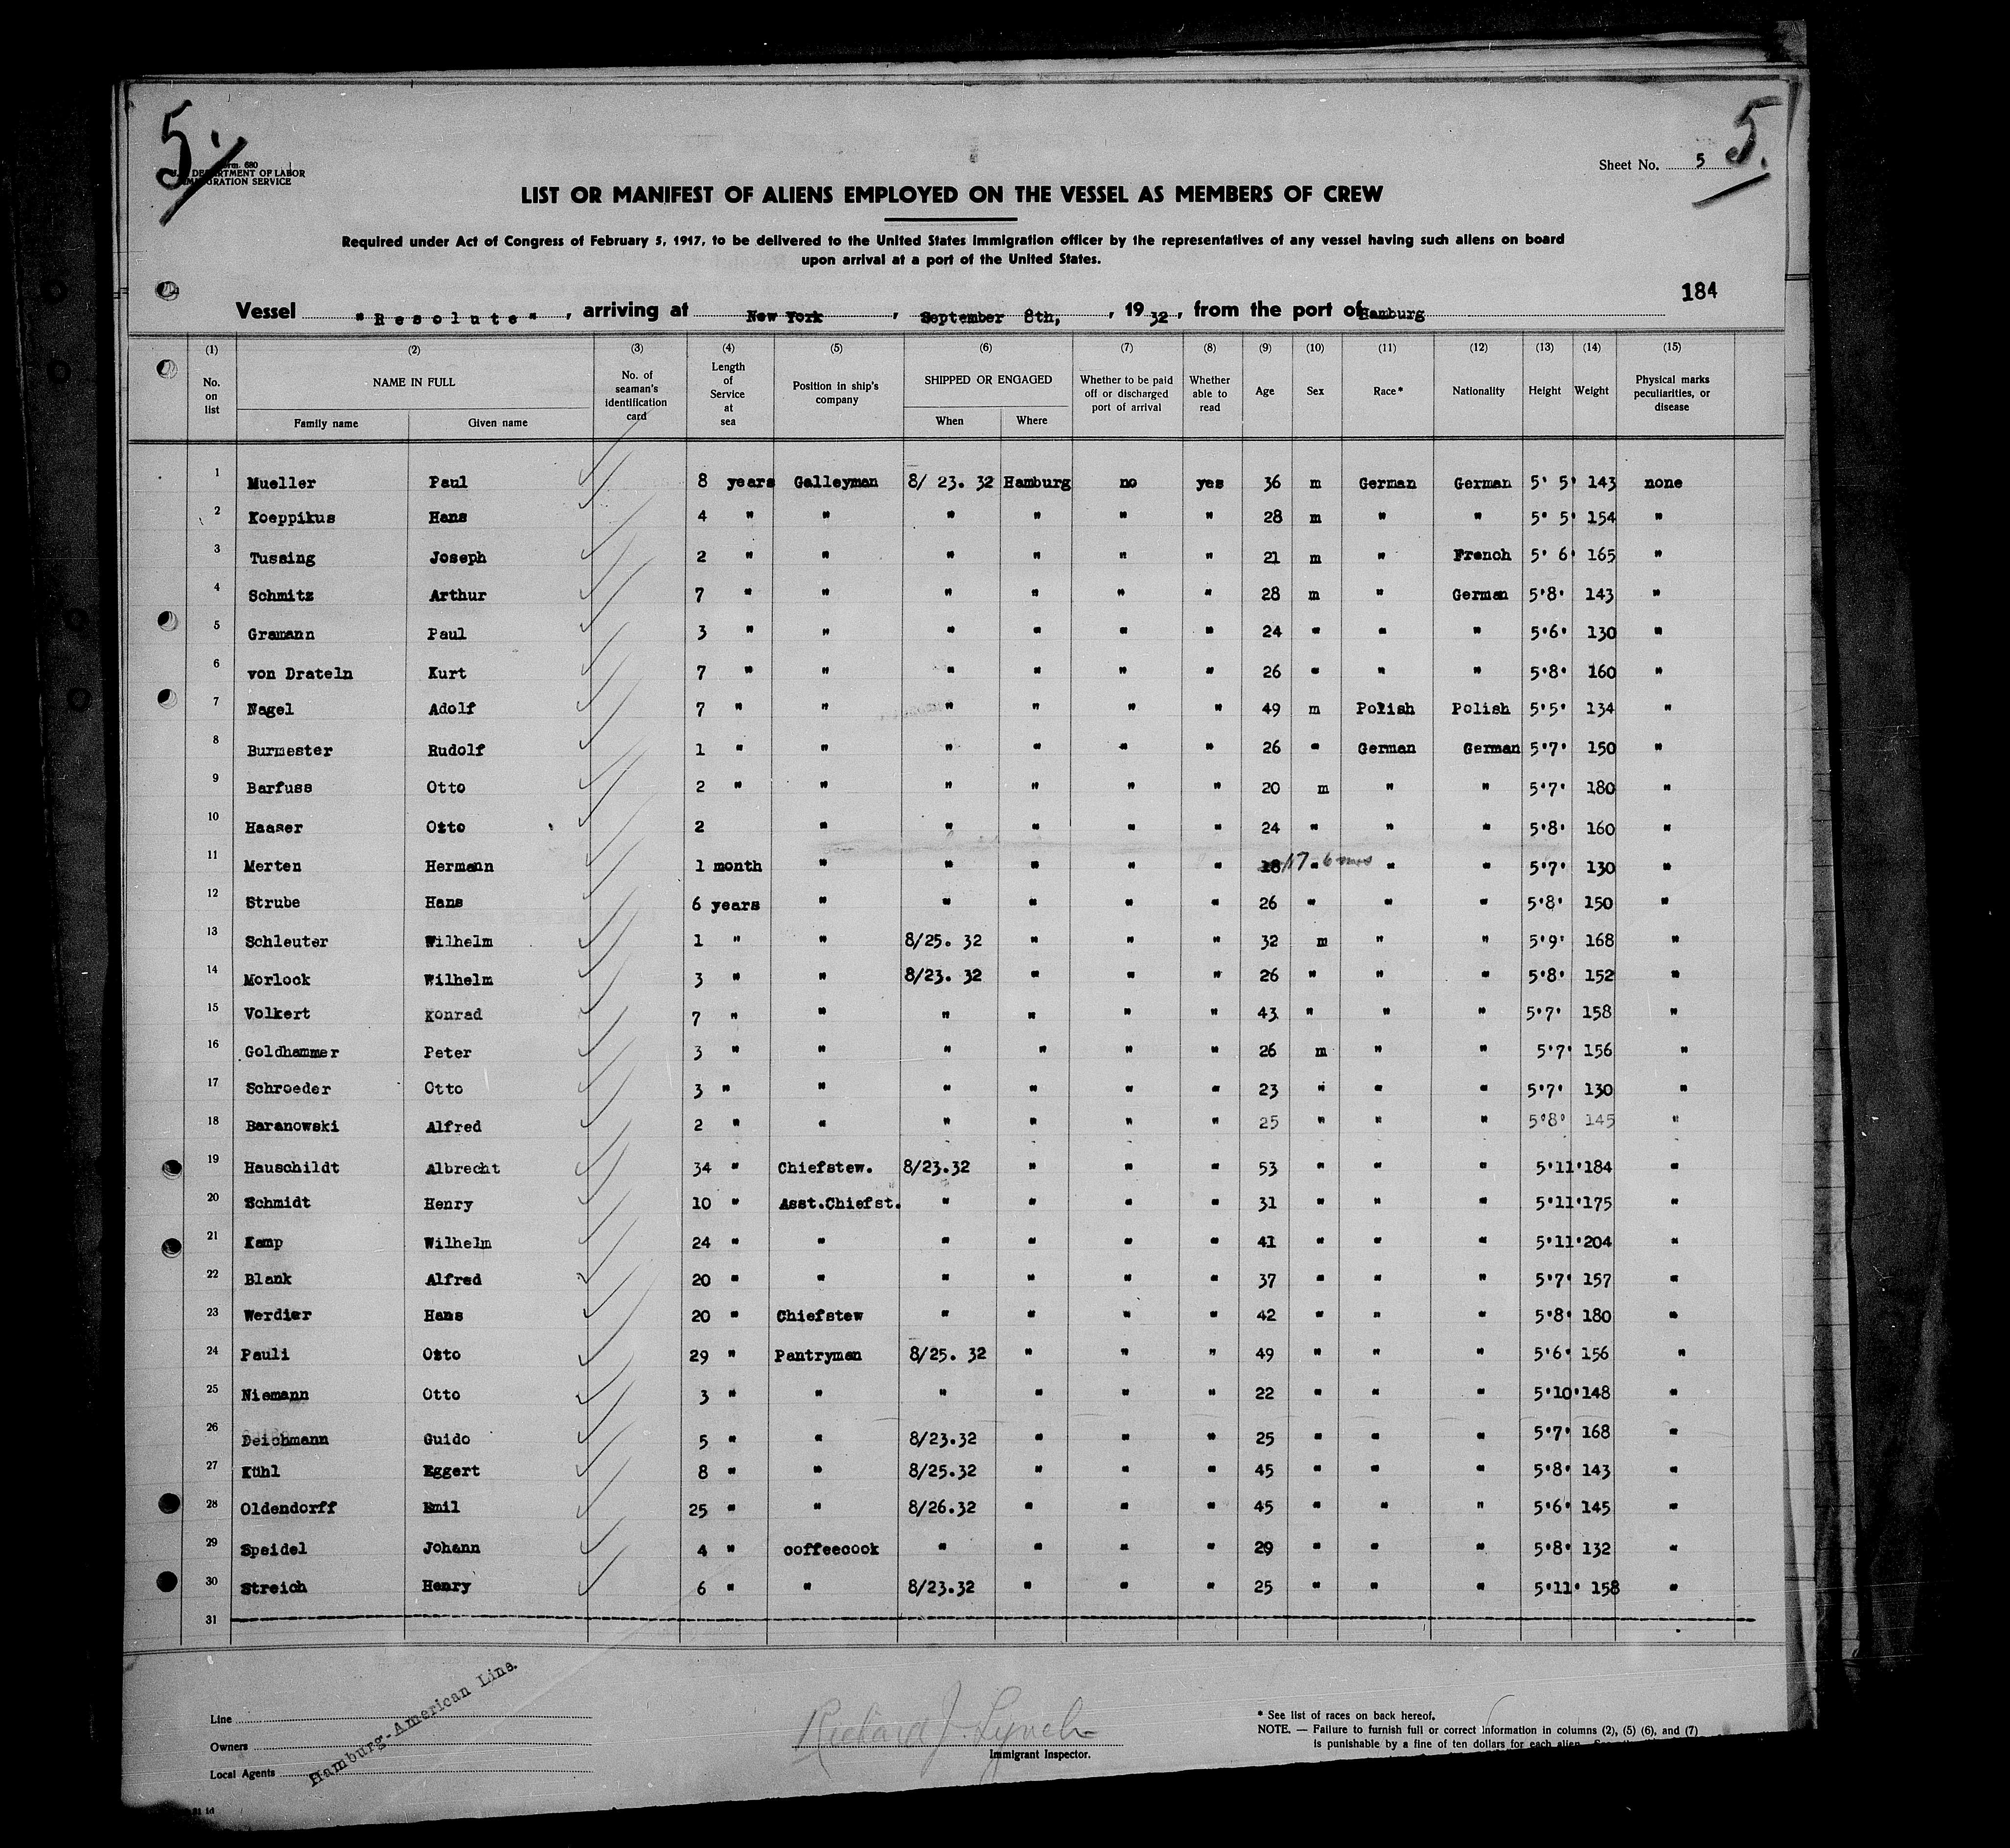 5.
5.
Form. 680
U.S. DEPARTMENT OF LABOR
IMMIGRATION SERVICE
Sheet No. 5
LIST OR MANIFEST OF ALIENS EMPLOYED ON THE VESSEL AS MEMBERS OF CREW
Required under Act of Congress of February 5, 1917, to be delivered to the United States immigration officer by the representatives of any vessel having such aliens on board
upon arrival at a port of the United States.
184
Vessel "Resolute", arriving at New York, September 8th, , 1932, from the port of Hamburg
(1) (2) (3) (4) (5) (6) (7) (8) (9) (10) (11) (12) (13) (14) (15)
No. on list NAME IN FULL Family name Given name No. of seaman's identification card Length of Service at sea Position in ship's company SHIPPED OR ENGAGED When Where Whether to be paid off or discharged port of arrival Whether able to read Age Sex Race* Nationality Height Weight Physical marks peculiarities, or disease
1 Mueller Paul 8 years Galleyman 8/ 23. 32 Hamburg no yes 36 m German German 5' 5' 143 none
2 Koeppikus Hans 4 " " " " " " 28 m " " 5' 5' 154 "
3 Tussing Joseph 2 " " " " " " 21 m " French 5' 6' 165 "
4 Schmitz Arthur 7 " " " " " " 28 m " German 5'8' 143 "
5 Gramann Paul 3 " " " " " " 24 " " " 5'6' 130 "
6 von Drateln Kurt 7 " " " " " " 26 " " " 5'8' 160 "
7 Nagel Adolf 7 " " " " " " 49 m Polish Polish 5'5' 134 "
8 Burmester Rudolf 1 " " " " " " 26 " German German 5'7' 150 "
9 Barfuss Otto 2 " " " " " " 20 m " " 5'7' 180 "
10 Haaser Otto 2 " " " " " 24 " " " 5'8' 160 "
11 Merten Hermann 1 month " " " " " 18/17-6 mos " " " 5'7' 130 "
12 Strube Hans 6 years " " " " " 26 " " " 5'8' 150 "
13 Schleuter Wilhelm 1 " " 8/25. 32 " " " 32 m " " 5'9' 168 "
14 Morlock Wilhelm 3 " " 8/23. 32 " " " 26 " " " 5'8' 152 "
15 Volkert Konrad 7 " " " " " " 43 " " " 5'7' 158 "
16 Goldhammer Peter 3 " " " " " " 26 m " " 5'7' 156 "
17 Schroeder Otto 3 " " " " " " 23 " " " 5'7' 130 "
18 Baranowski Alfred 2 " " " " " " 25 " " " 5'8' 145 "
19 Hauschildt Albrecht 34 " Chiefstew. 8/23.32 " " " 53 " " " 5'11' 184 "
20 Schmidt Henry 10 " Asst.Chiefst. " " " " 31 " " " 5'11' 175 "
21 Kamp Wilhelm 24 " " " " " " 41 " " " 5'11' 204 "
22 Blank Alfred 20 " " " " " " 37 " " " 5'7' 157 "
23 Werdier Hans 20 " Chiefstew " " " " 42 " " " 5'8' 180 "
24 Pauli Otto 29 " Pantryman 8/25. 32 " " " 49 " " " 5'6' 156 "
25 Niemann Otto 3 " " " " " " 22 " " " 5'10' 148 "
26 Deichmann Guido 5 " " 8/23.32 " " " 25 " " " 5'7' 168 "
27 Kühl Eggert 8 " " 8/25.32 " " " 45 " " " 5'8' 143 "
28 Oldendorff Emil 25 " " 8/26.32 " " " 45 " " " 5'6' 145 "
29 Speidel Johann 4 " coffeecook " " " " 29 " " " 5'8' 132 "
30 Streich Henry 6 " " 8/23.32 " " " 25 " " " 5'11' 158 "
31
Line
Owners
Local Agents
Hamburg-American Line.
Richard J. Lynch
Immigrant Inspector.
* See list of races on back hereof.
NOTE. — Failure to furnish full or correct information in columns (2), (5) (6), and (7)
is punishable by a fine of ten dollars for each alien.